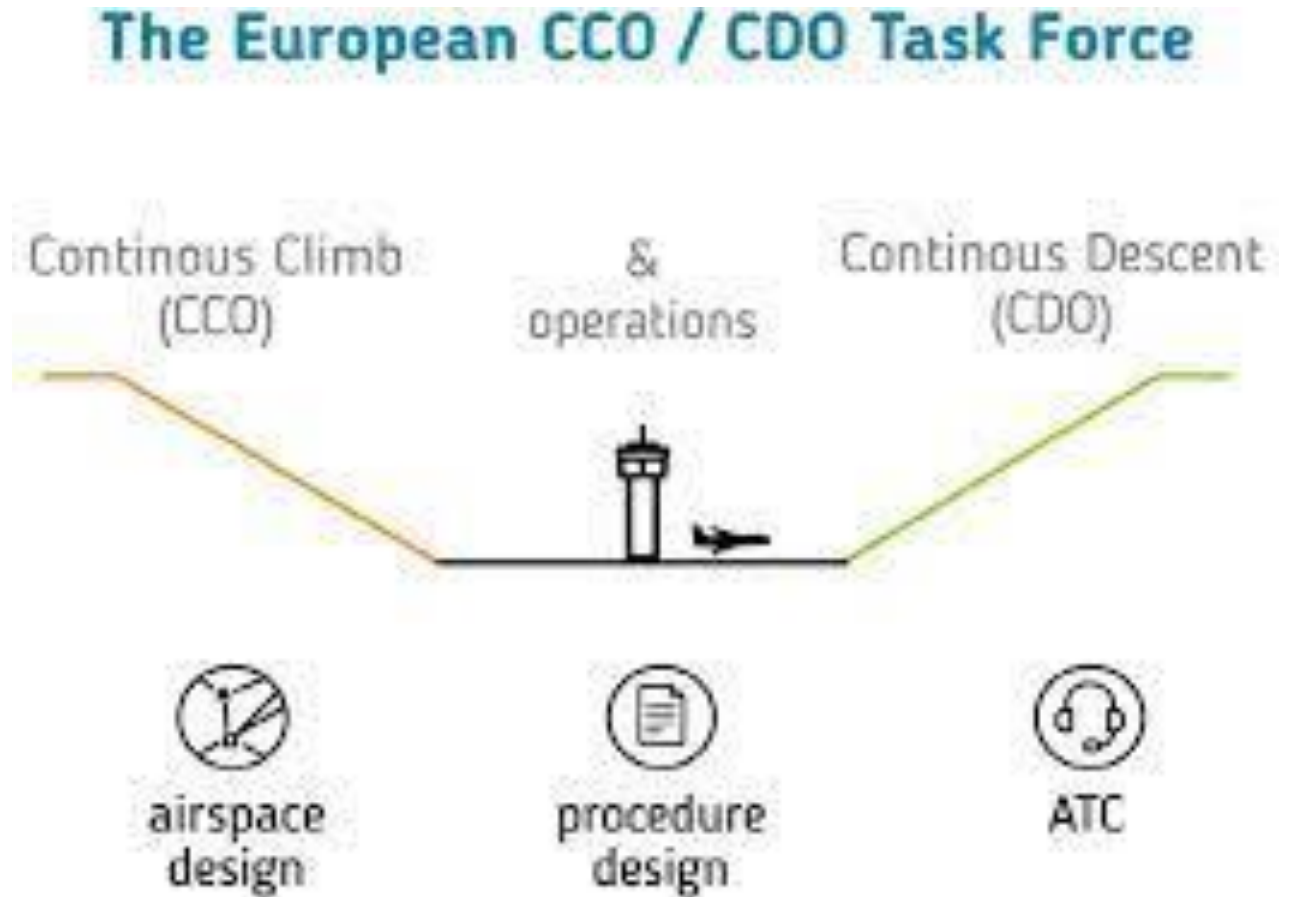 The European CCO / CDO Task Force
Continous Climb
(CCO)
&
operations
Continous Descent
(CDO)
airspace
design
procedure
design
ATC